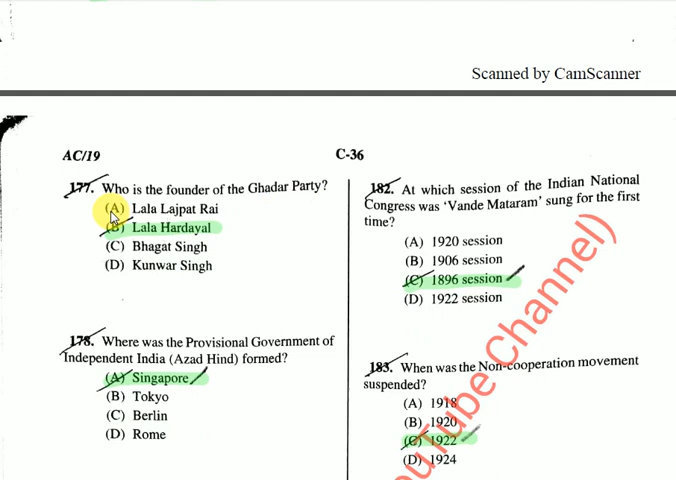 Scanned by CamScanner
AC/19
C-36
177. Who is the founder of the Ghadar Party?
(A) Lala Lajpat Rai
(B) Lala Hardayal
(C) Bhagat Singh
(D) Kunwar Singh
178. Where was the Provisional Government of
Independent India (Azad Hind) formed?
(A) Singapore
(B) Tokyo
(C) Berlin
(D) Rome
182. At which session of the Indian National
Congress was ‘Vande Mataram’ sung for the first
time?
(A) 1920 session
(B) 1906 session
(C) 1896 session
(D) 1922 session
183. When was the Non-cooperation movement
suspended?
(A) 1918
(B) 1920
(C) 1922
(D) 1924
YouTube Channel)